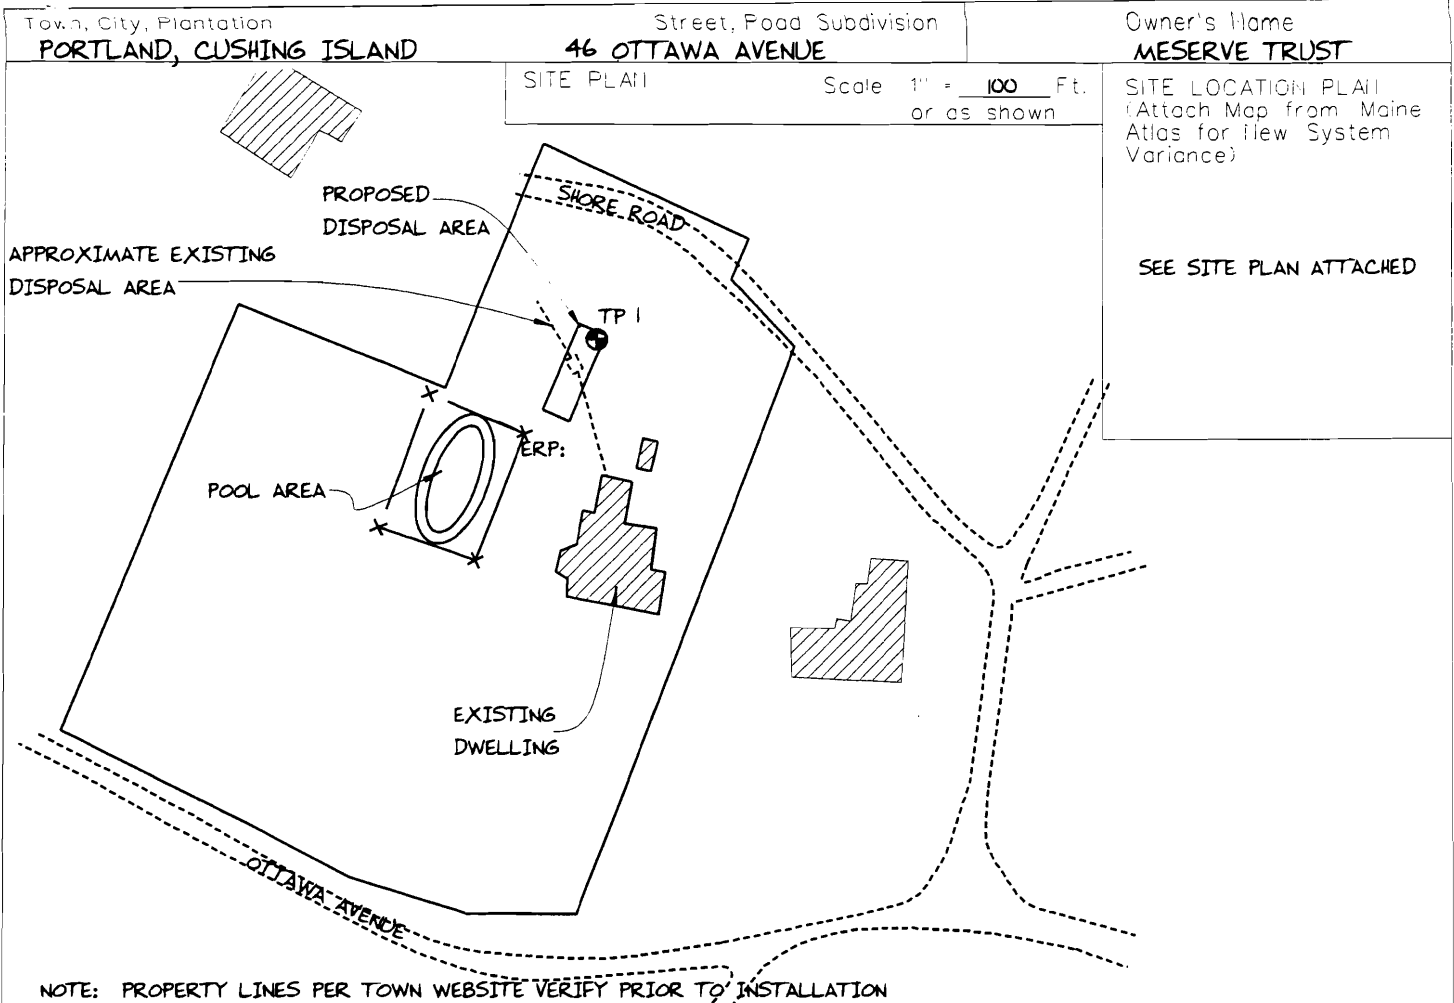 Town, City, Plantation
PORTLAND, CUSHING ISLAND
Street, Road Subdivision
46 OTTAWA AVENUE
Owner's Name
MESERVE TRUST
SITE PLAN
Scale 1" = 100 Ft.
or as shown
SITE LOCATION PLAN
(Attach Map from Maine
Atlas for New System
Variance)
SEE SITE PLAN ATTACHED
SHORE ROAD
PROPOSED
DISPOSAL AREA
APPROXIMATE EXISTING
DISPOSAL AREA
TP 1
ERP:
POOL AREA
EXISTING
DWELLING
OTTAWA AVENUE
NOTE: PROPERTY LINES PER TOWN WEBSITE VERIFY PRIOR TO INSTALLATION